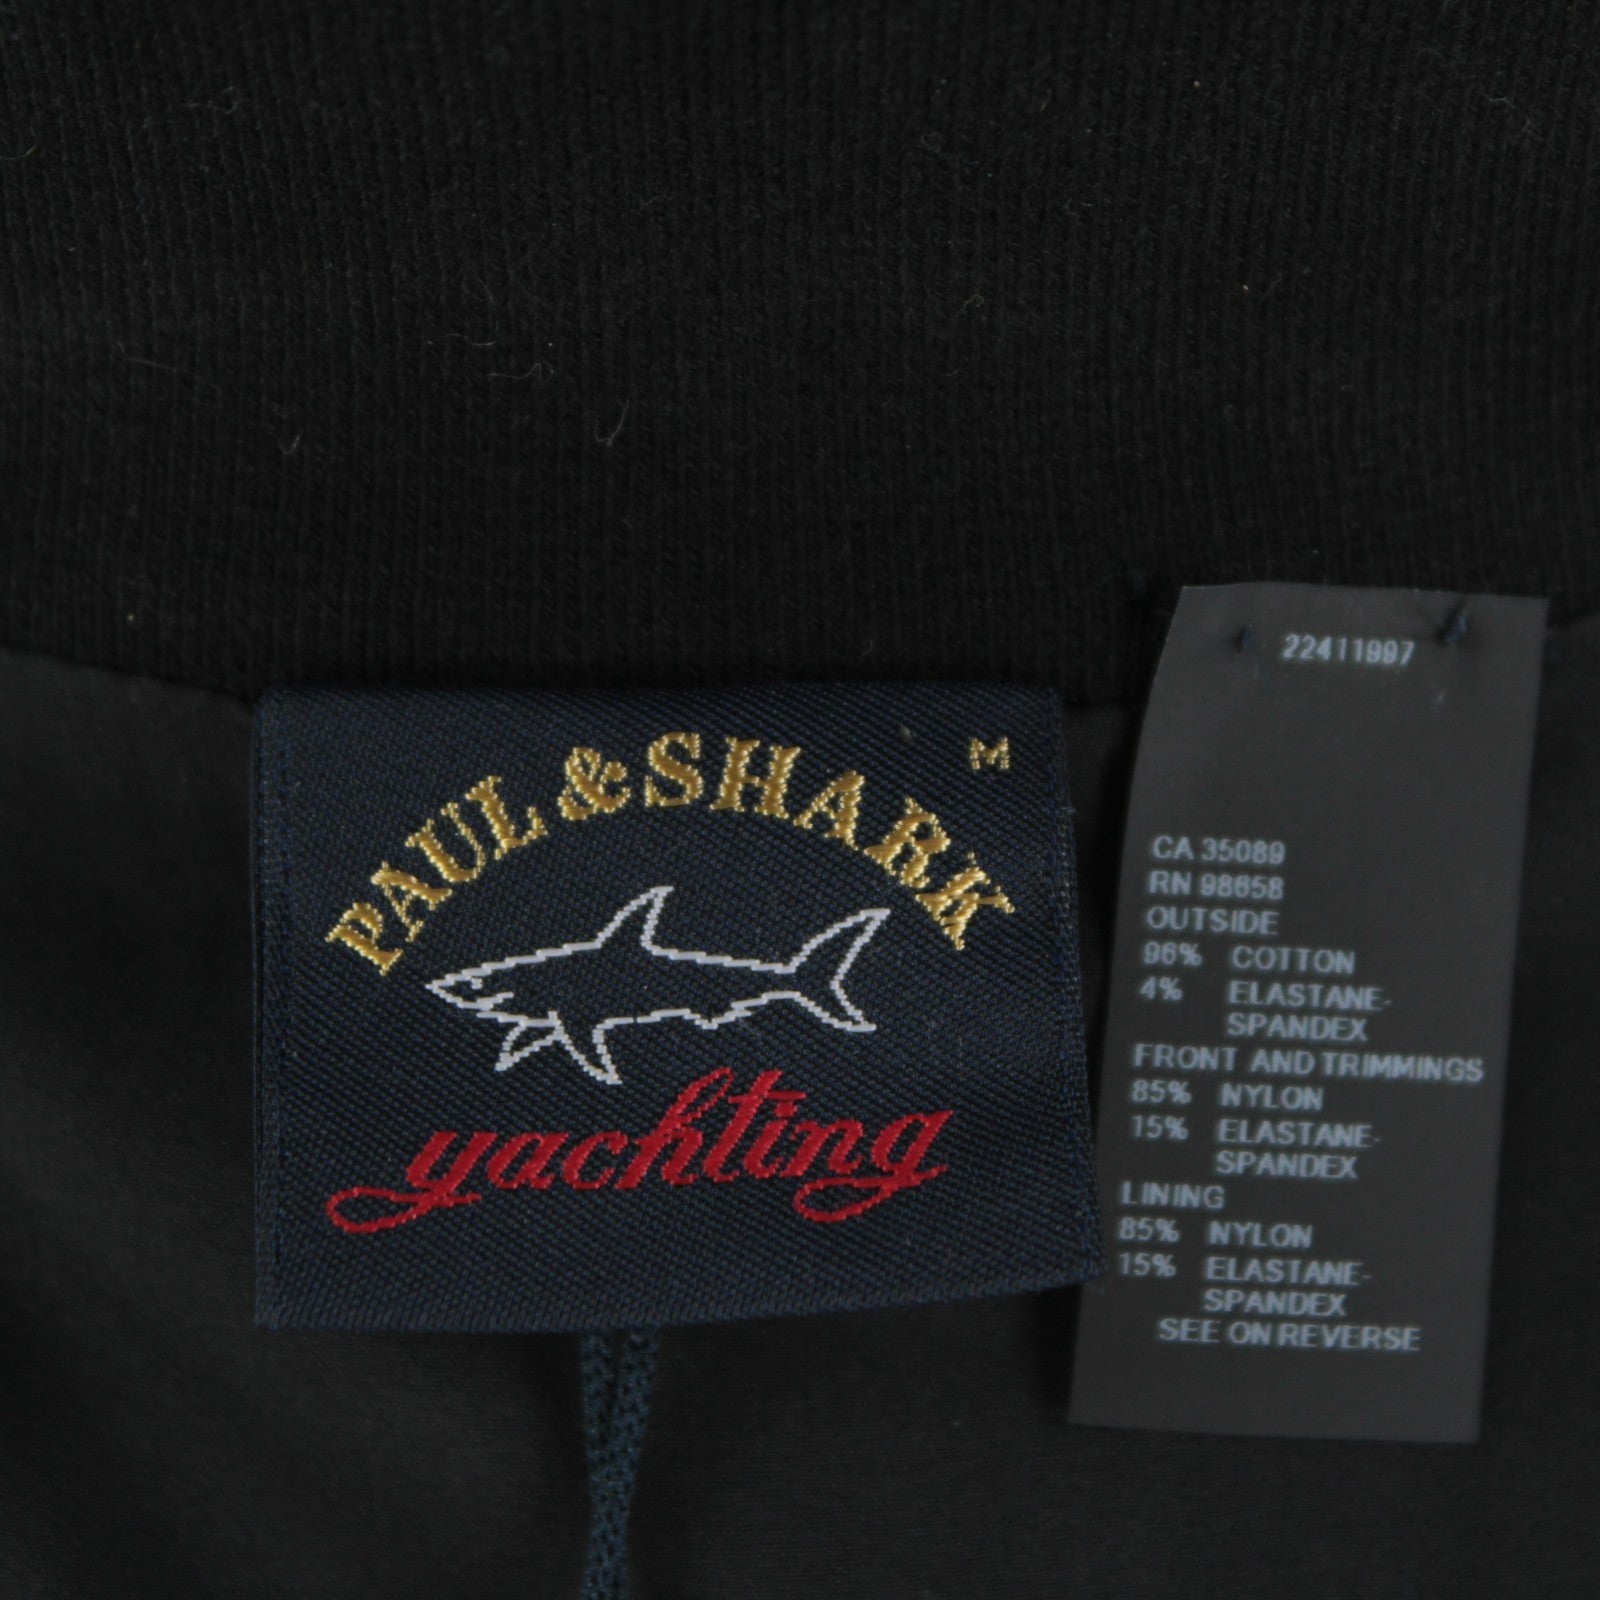 PAUL & SHARK
M
yachting
22411997
CA 35089
RN 98658
OUTSIDE
96% COTTON
4% ELASTANE-
SPANDEX
FRONT AND TRIMMINGS
85% NYLON
15% ELASTANE-
SPANDEX
LINING
85% NYLON
15% ELASTANE-
SPANDEX
SEE ON REVERSE